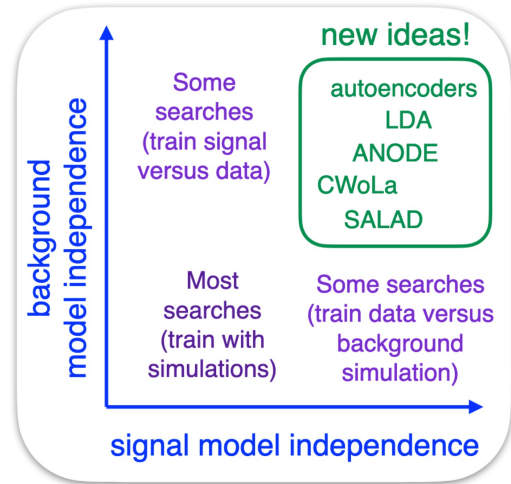 new ideas!
Some
searches
(train signal
versus data)
autoencoders
LDA
ANODE
CWoLa
SALAD
Most
searches
(train with
simulations)
Some searches
(train data versus
background
simulation)
background
model independence
signal model independence